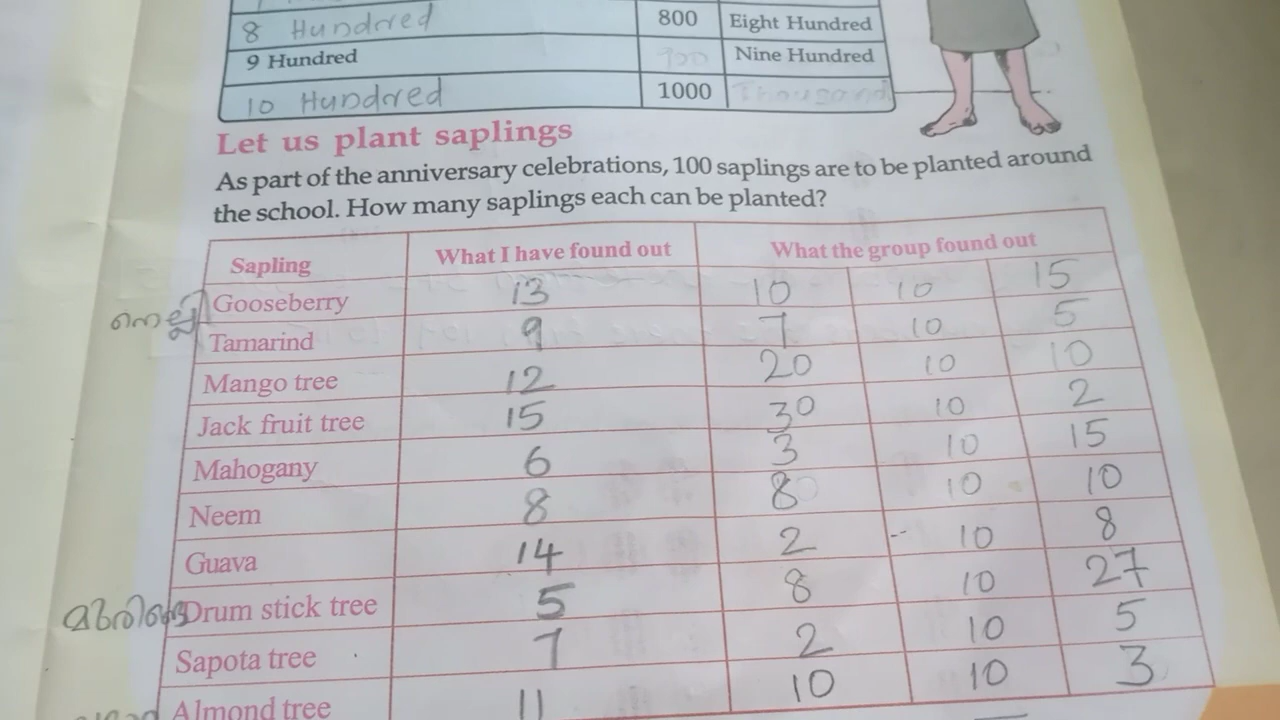 8 Hundred 800 Eight Hundred
9 Hundred 900 Nine Hundred
10 Hundred 1000 Thousand
Let us plant saplings
As part of the anniversary celebrations, 100 saplings are to be planted around
the school. How many saplings each can be planted?
Sapling What I have found out What the group found out
Gooseberry 13 10 10 15
നെല്ലി
Tamarind 9 7 10 5
Mango tree 12 20 10 10
Jack fruit tree 15 30 10 2
Mahogany 6 3 10 15
Neem 8 8 10 10
Guava 14 2 10 8
Drum stick tree 5 8 10 27
Sapota tree 7 2 10 5
Almond tree 11 10 10 3